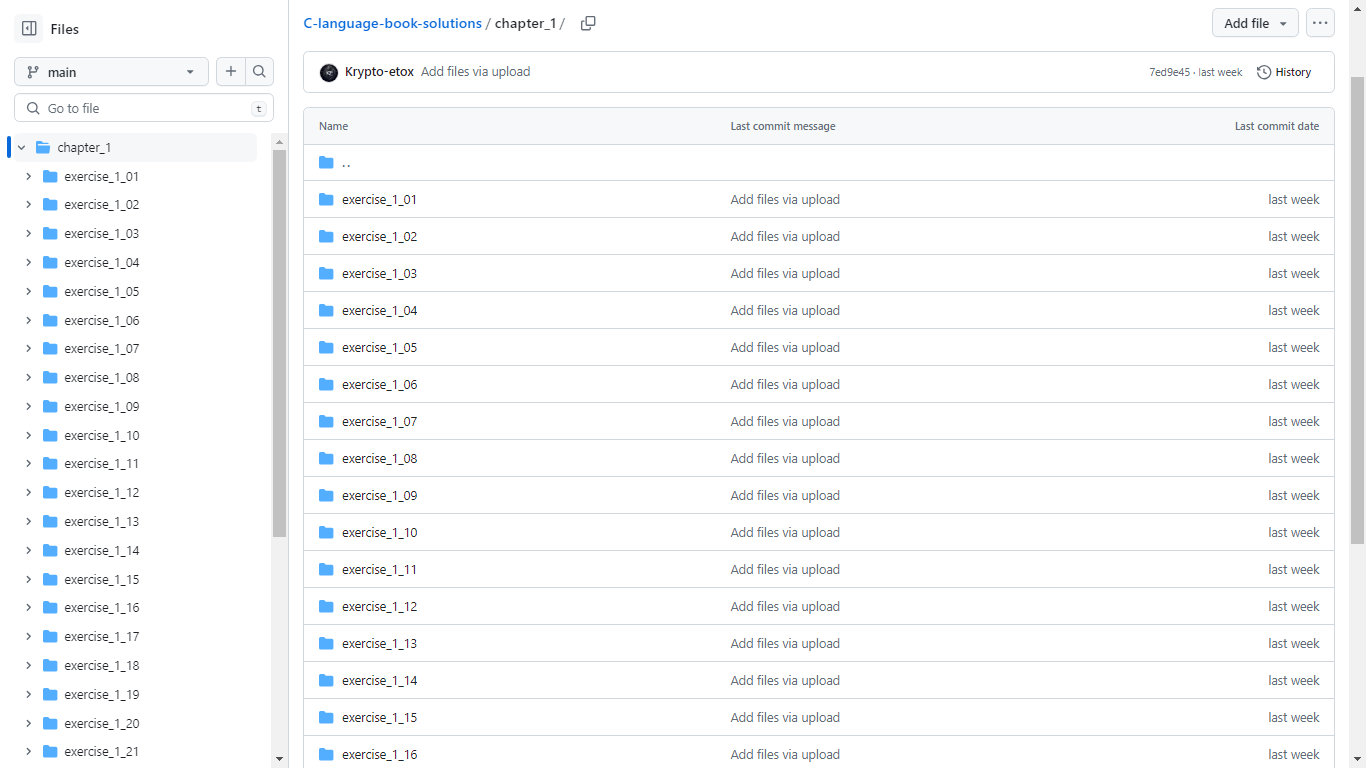 Files
main
Go to file
t
chapter_1
exercise_1_01
exercise_1_02
exercise_1_03
exercise_1_04
exercise_1_05
exercise_1_06
exercise_1_07
exercise_1_08
exercise_1_09
exercise_1_10
exercise_1_11
exercise_1_12
exercise_1_13
exercise_1_14
exercise_1_15
exercise_1_16
exercise_1_17
exercise_1_18
exercise_1_19
exercise_1_20
exercise_1_21
C-language-book-solutions / chapter_1 /
Add file
Krypto-etox Add files via upload 7ed9e45 · last week History
Name Last commit message Last commit date
..
exercise_1_01 Add files via upload last week
exercise_1_02 Add files via upload last week
exercise_1_03 Add files via upload last week
exercise_1_04 Add files via upload last week
exercise_1_05 Add files via upload last week
exercise_1_06 Add files via upload last week
exercise_1_07 Add files via upload last week
exercise_1_08 Add files via upload last week
exercise_1_09 Add files via upload last week
exercise_1_10 Add files via upload last week
exercise_1_11 Add files via upload last week
exercise_1_12 Add files via upload last week
exercise_1_13 Add files via upload last week
exercise_1_14 Add files via upload last week
exercise_1_15 Add files via upload last week
exercise_1_16 Add files via upload last week